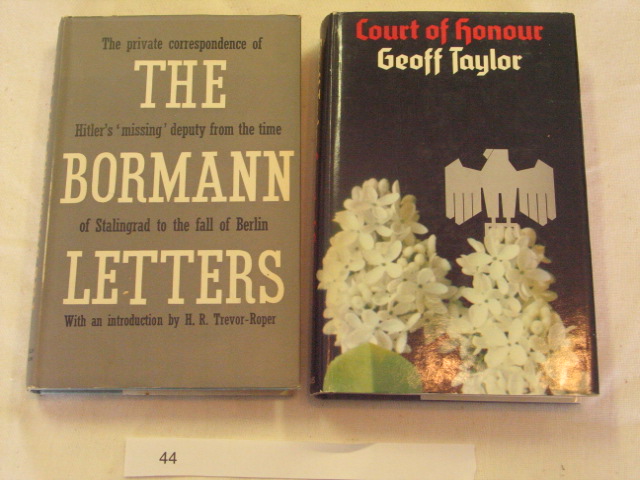 The private correspondence of
THE
Hitler's 'missing' deputy from the time
BORMANN
of Stalingrad to the fall of Berlin
LETTERS
With an introduction by H. R. Trevor-Roper
Court of Honour
Geoff Taylor
44